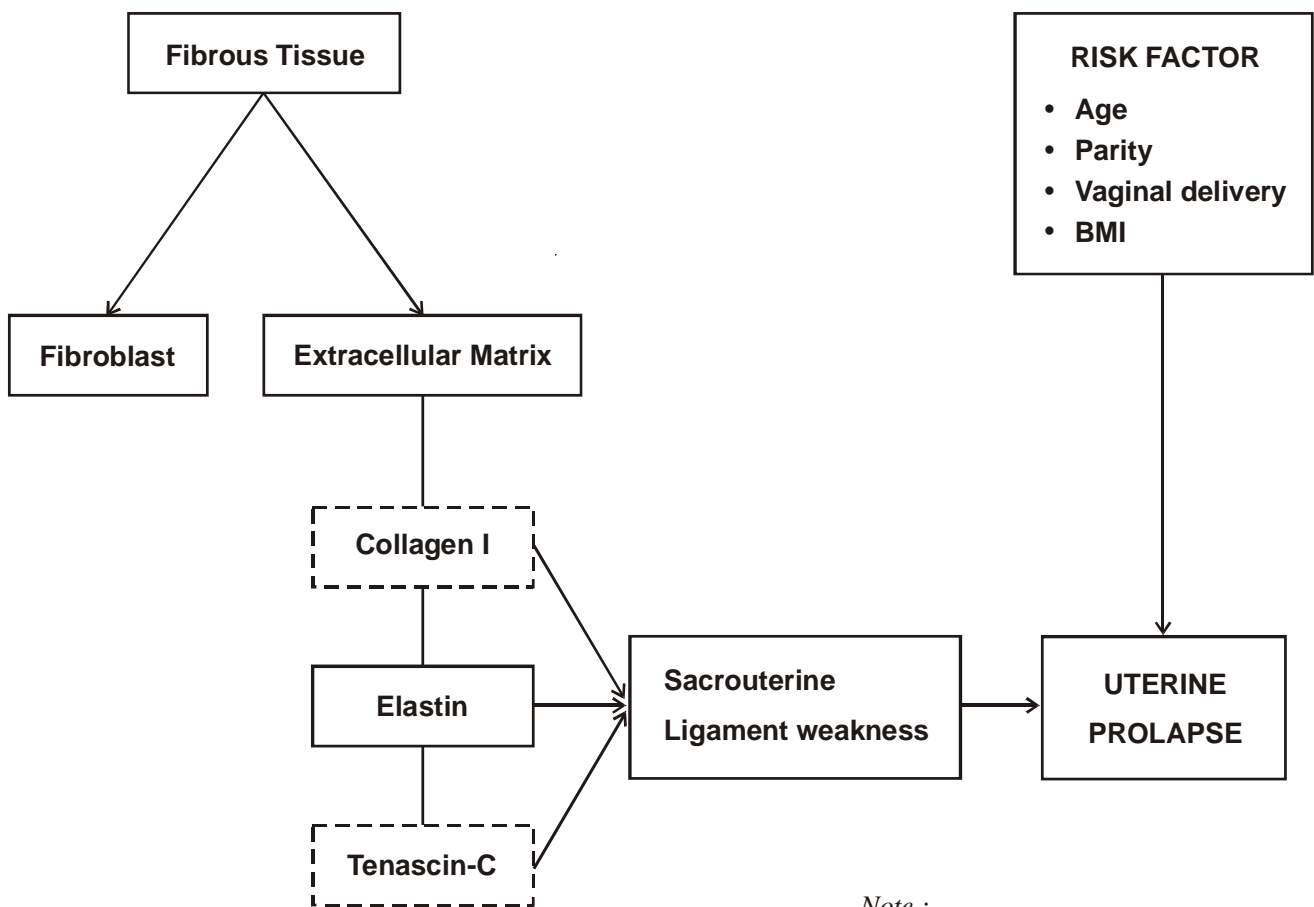 Fibrous Tissue
RISK FACTOR
• Age
• Parity
• Vaginal delivery
• BMI
Fibroblast
Extracellular Matrix
Collagen I
Elastin
Tenascin-C
Sacrouterine
Ligament weakness
UTERINE
PROLAPSE
Note :